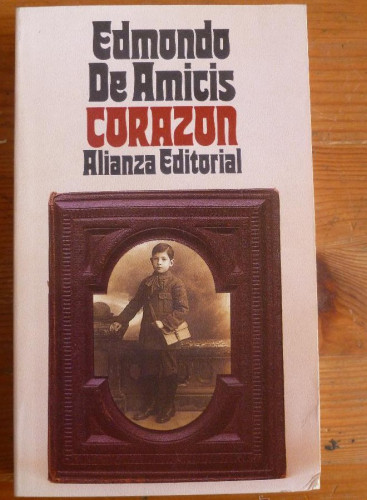 Edmondo
De Amicis
CORAZON
Alianza Editorial